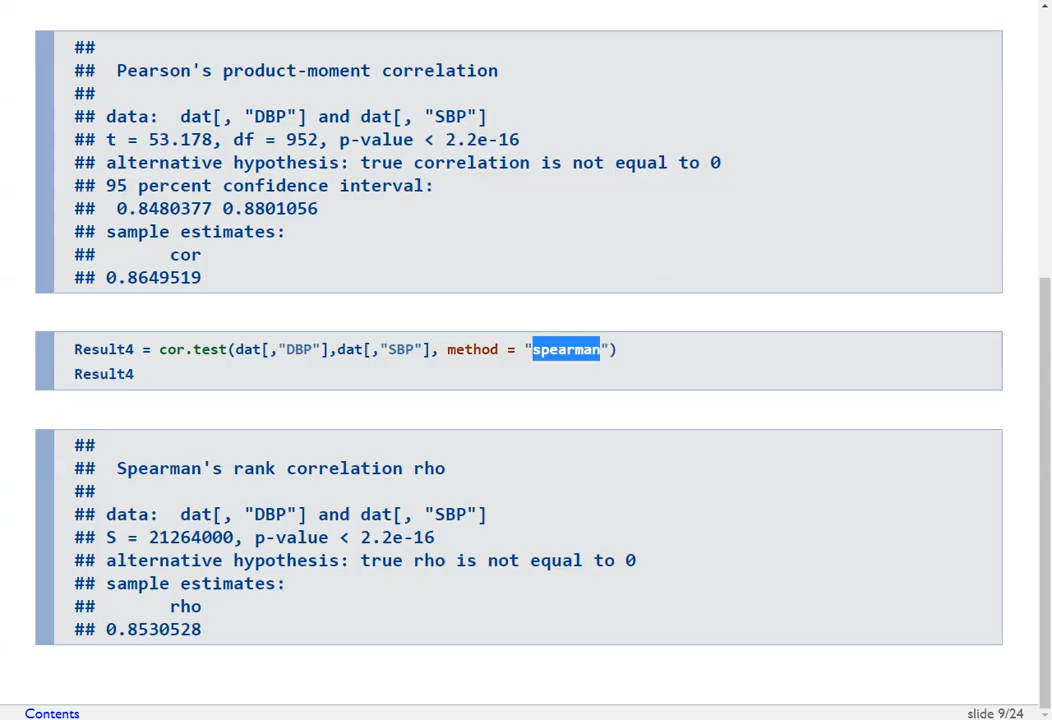 ##
##  Pearson's product-moment correlation
##
## data:  dat[, "DBP"] and dat[, "SBP"]
## t = 53.178, df = 952, p-value < 2.2e-16
## alternative hypothesis: true correlation is not equal to 0
## 95 percent confidence interval:
##  0.8480377 0.8801056
## sample estimates:
##       cor
## 0.8649519
Result4 = cor.test(dat[,"DBP"],dat[,"SBP"], method = "spearman")
Result4
##
##  Spearman's rank correlation rho
##
## data:  dat[, "DBP"] and dat[, "SBP"]
## S = 21264000, p-value < 2.2e-16
## alternative hypothesis: true rho is not equal to 0
## sample estimates:
##       rho
## 0.8530528
Contents
slide 9/24